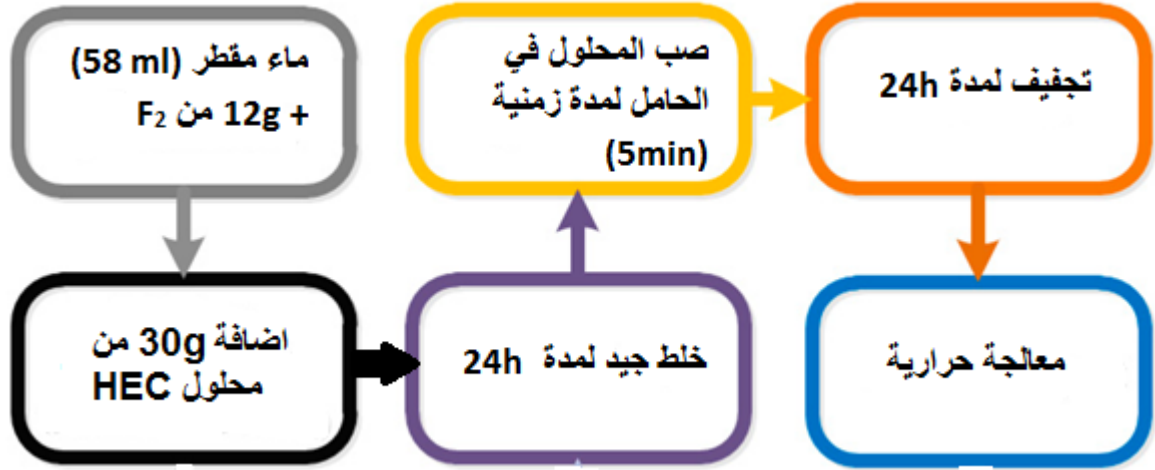 ماء مقطر (58 ml)
+ 12g من F₂
اضافة 30g من
محلول HEC
خلط جيد لمدة 24h
صب المحلول في
الحامل لمدة زمنية
(5min)
تجفيف لمدة 24h
معالجة حرارية